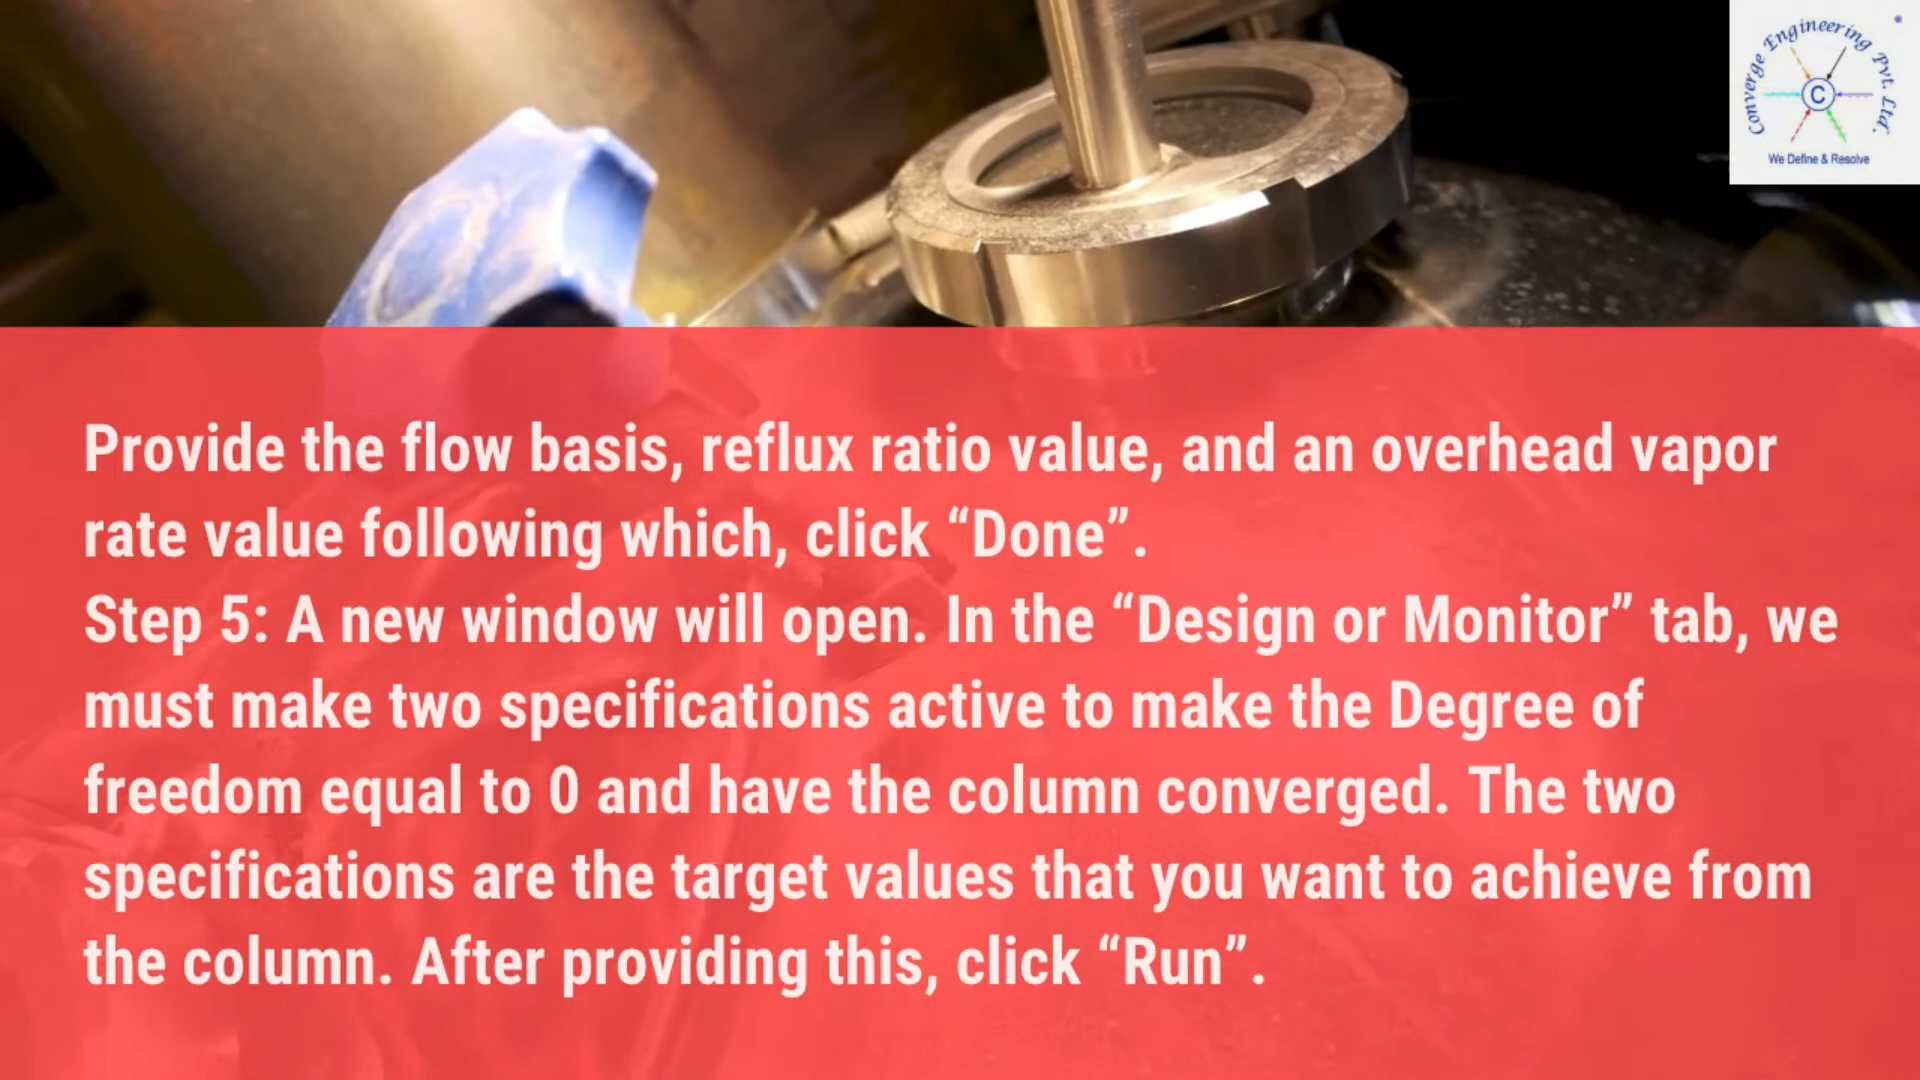 Converge Engineering Pvt. Ltd.
C
We Define & Resolve
Provide the flow basis, reflux ratio value, and an overhead vapor
rate value following which, click “Done”.
Step 5: A new window will open. In the “Design or Monitor” tab, we
must make two specifications active to make the Degree of
freedom equal to 0 and have the column converged. The two
specifications are the target values that you want to achieve from
the column. After providing this, click “Run”.